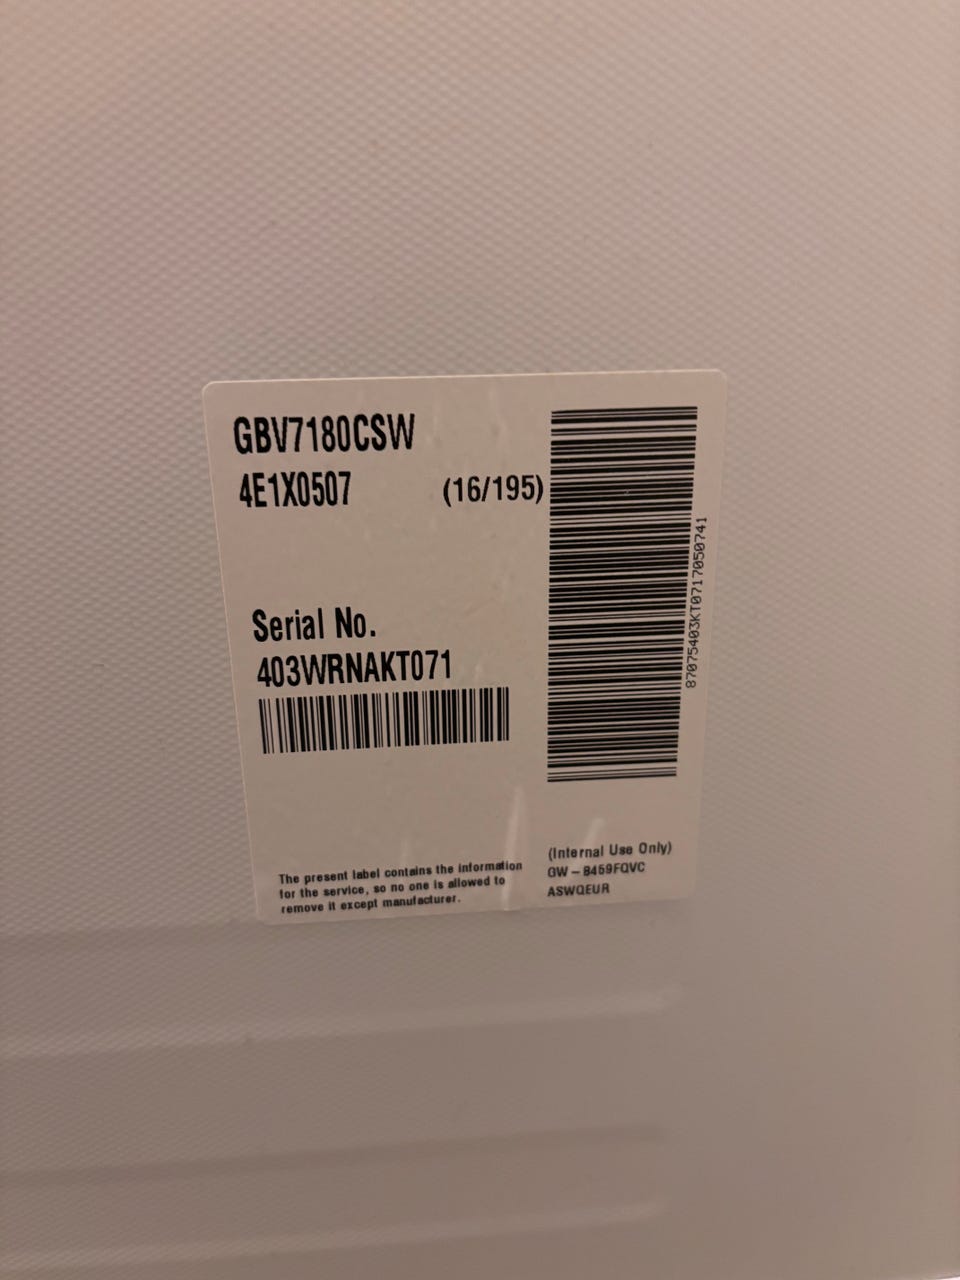 GBV7180CSW
4E1X0507 (16/195)
Serial No.
403WRNAKT071
87075403KT0717050741
The present label contains the information
for the service, so no one is allowed to
remove it except manufacturer.
(Internal Use Only)
GW-B459FQVC
ASWQEUR